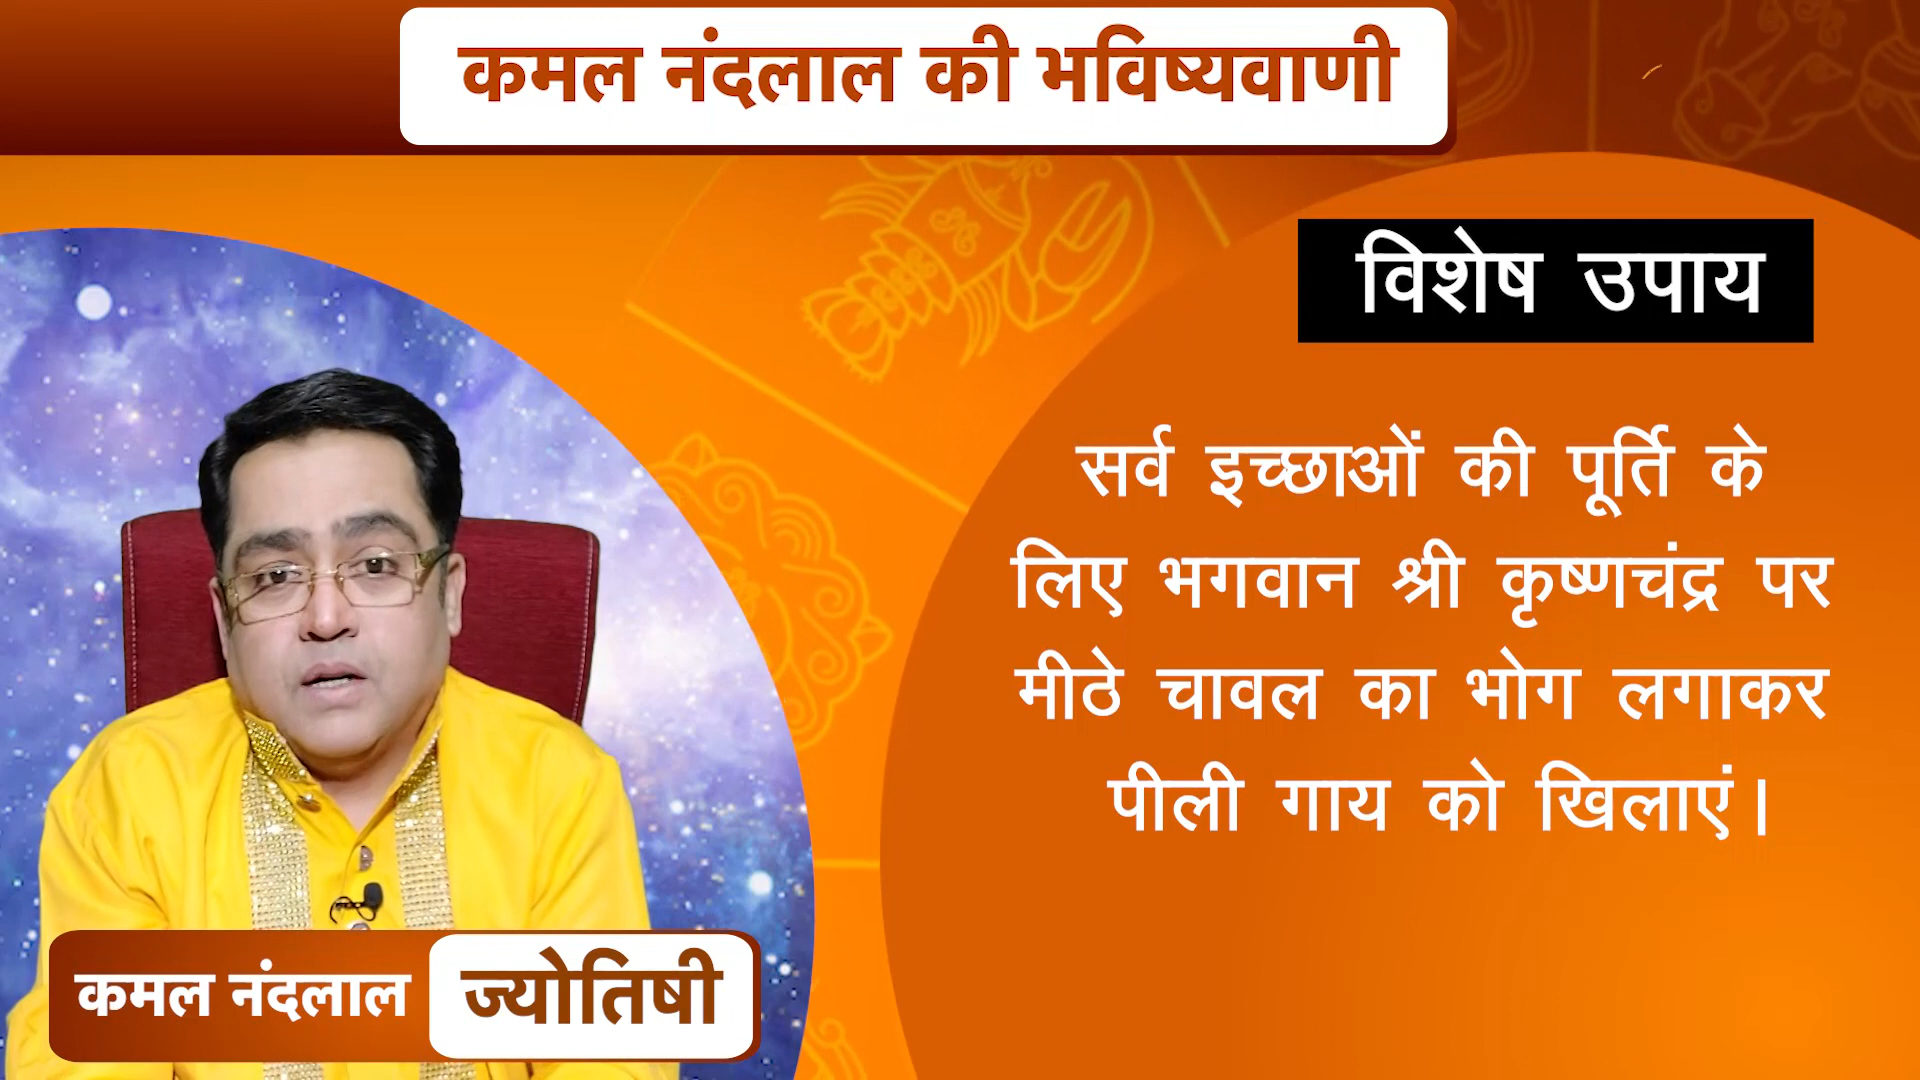 कमल नंदलाल की भविष्यवाणी
विशेष उपाय
सर्व इच्छाओं की पूर्ति के
लिए भगवान श्री कृष्णचंद्र पर
मीठे चावल का भोग लगाकर
पीली गाय को खिलाएं।
कमल नंदलाल ज्योतिषी